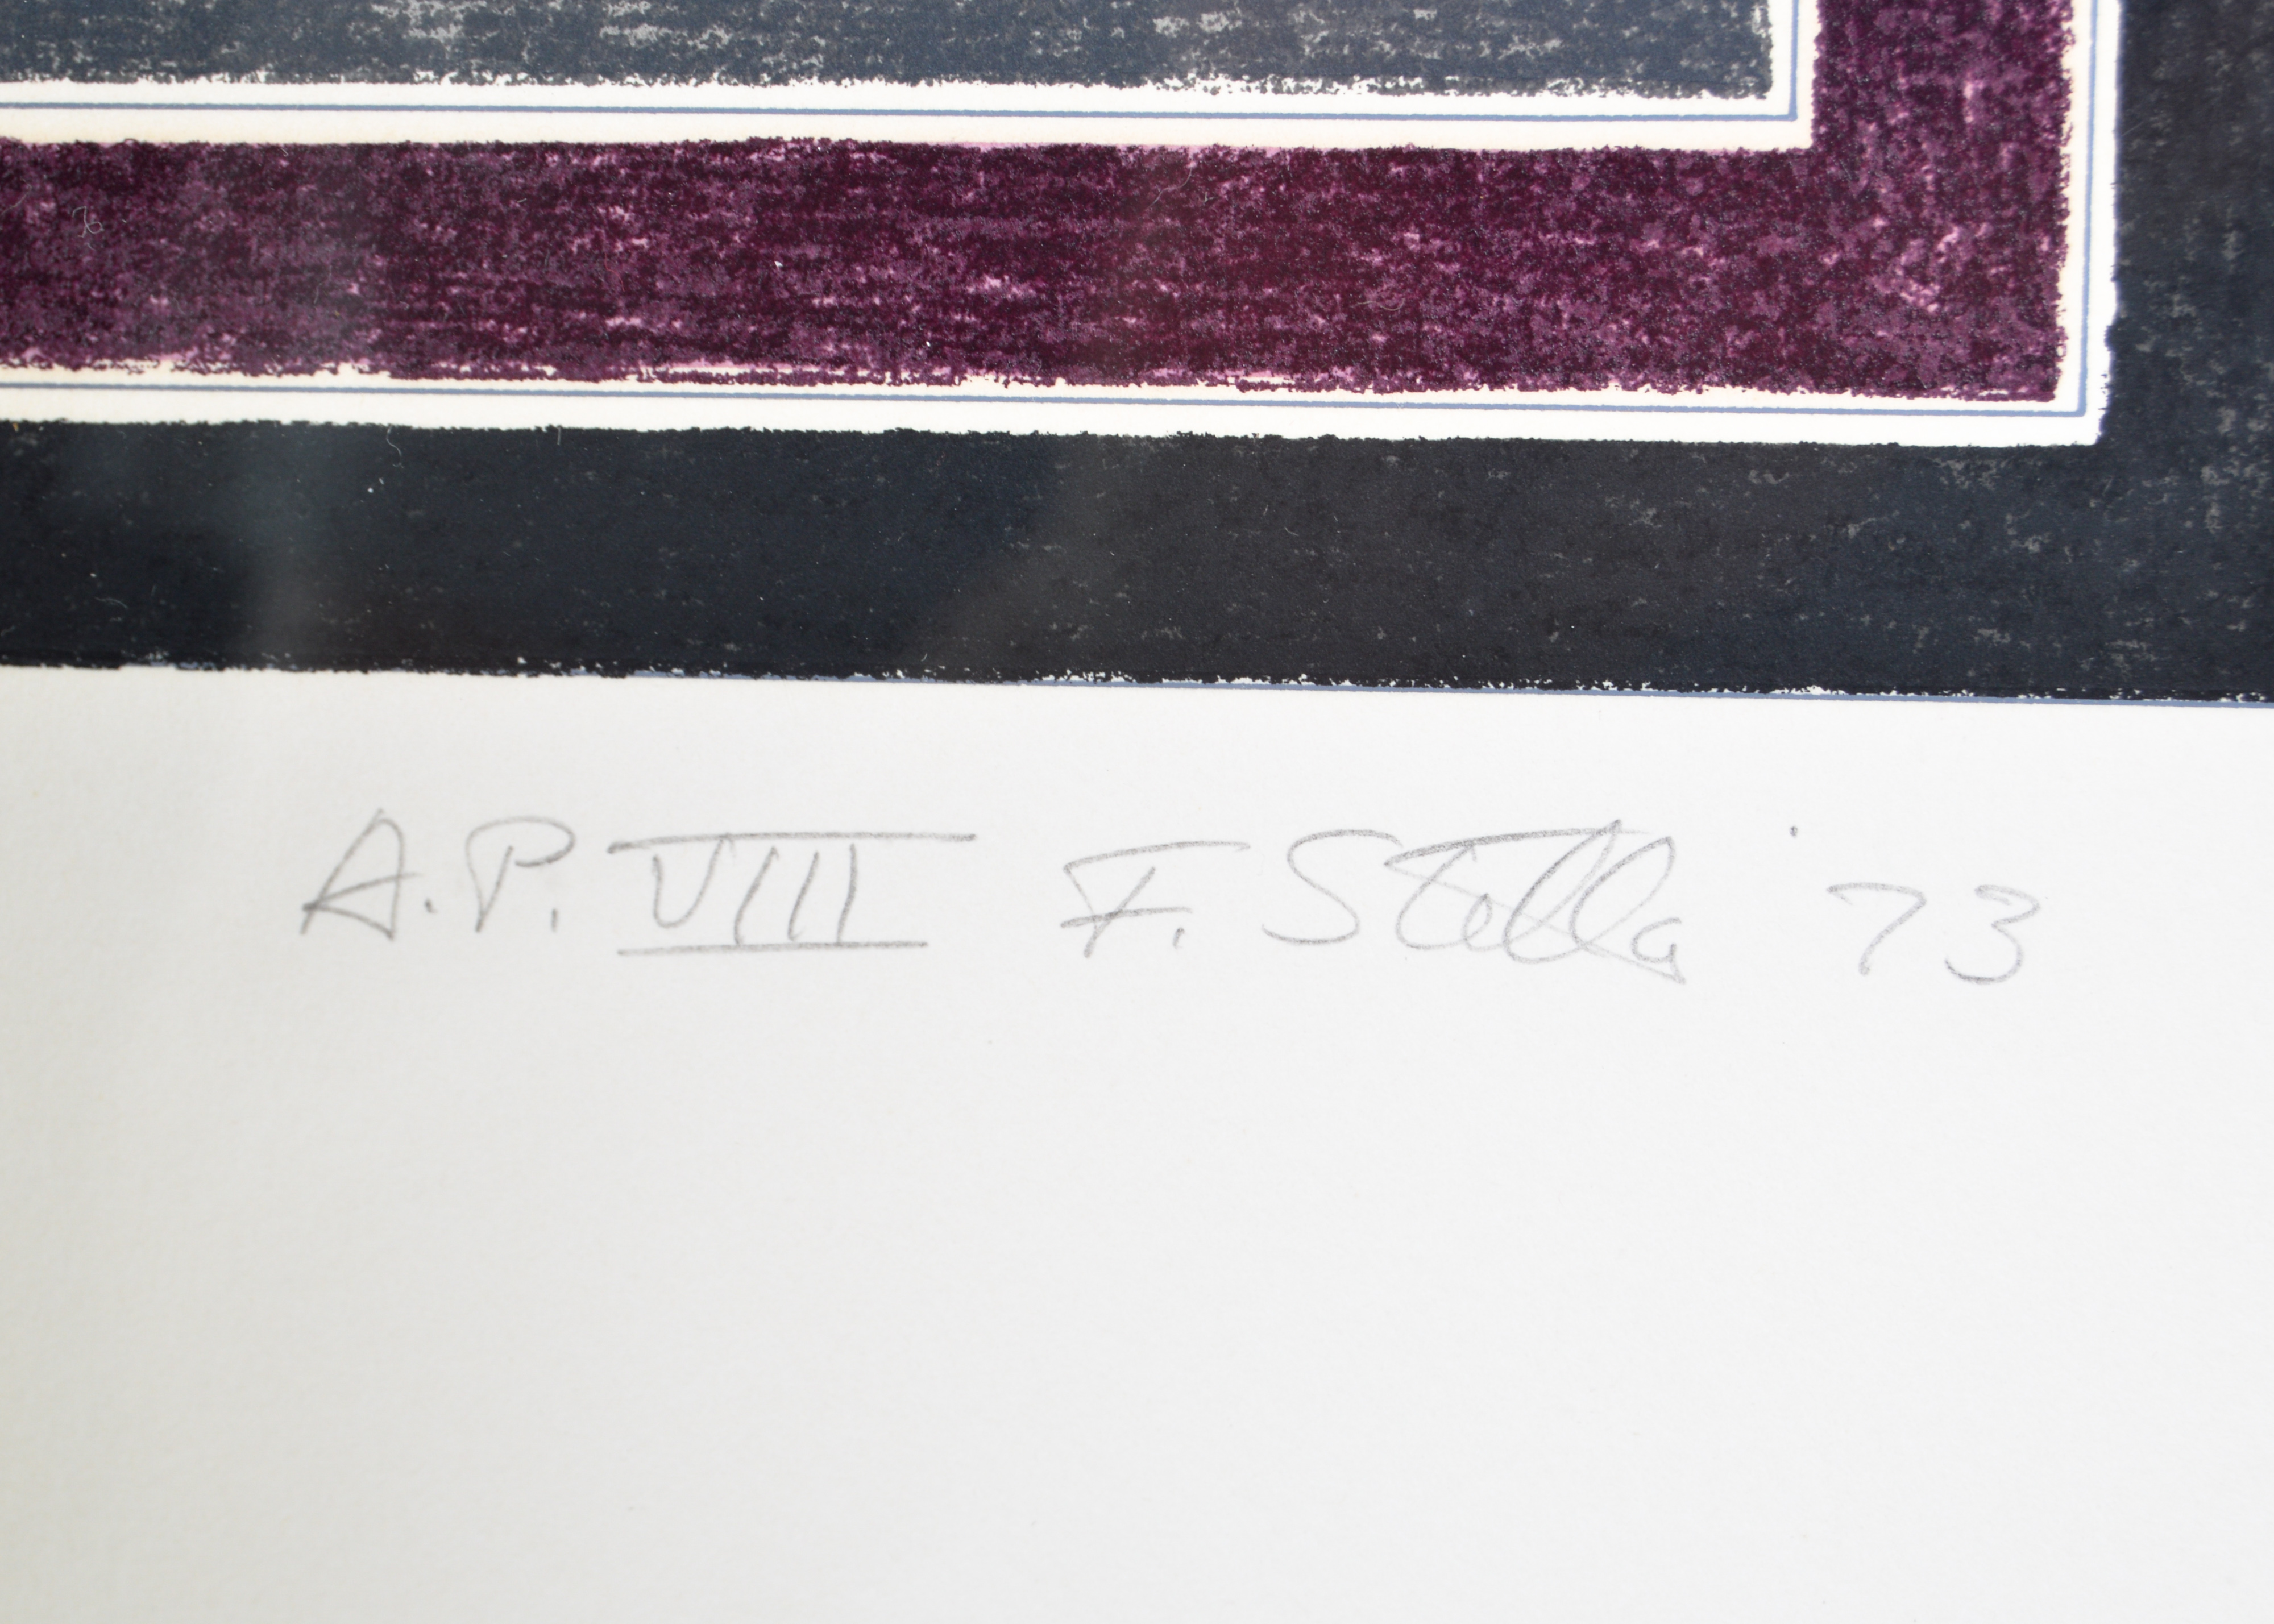 A.P. VIII F. Stella '73